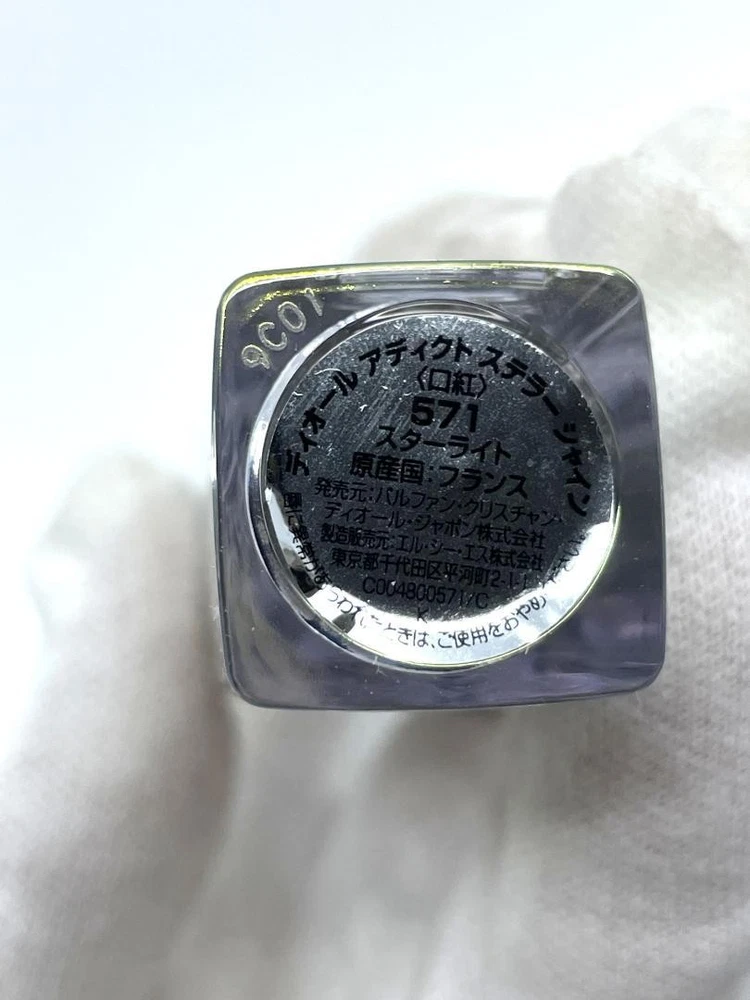 9C01
ディオール アディクト ステラー シャイン
〈口紅〉
571
スターライト
原産国:フランス
発売元:パルファン・クリスチャン・
ディオール・ジャポン株式会社
製造販売元:エル・シー・エス株式会社
東京都千代田区平河町2-1-1
C004800571/C
K
ときは、ご使用をおやめ